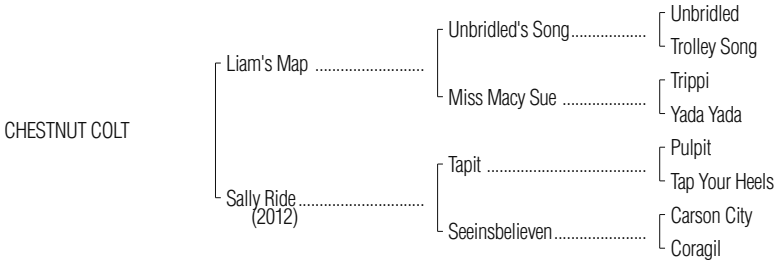 Unbridled
Unbridled's Song
Trolley Song
Liam's Map
Trippi
Miss Macy Sue
Yada Yada
CHESTNUT COLT
Pulpit
Tapit
Tap Your Heels
Sally Ride
(2012)
Carson City
Seeinsbelieven
Coragil